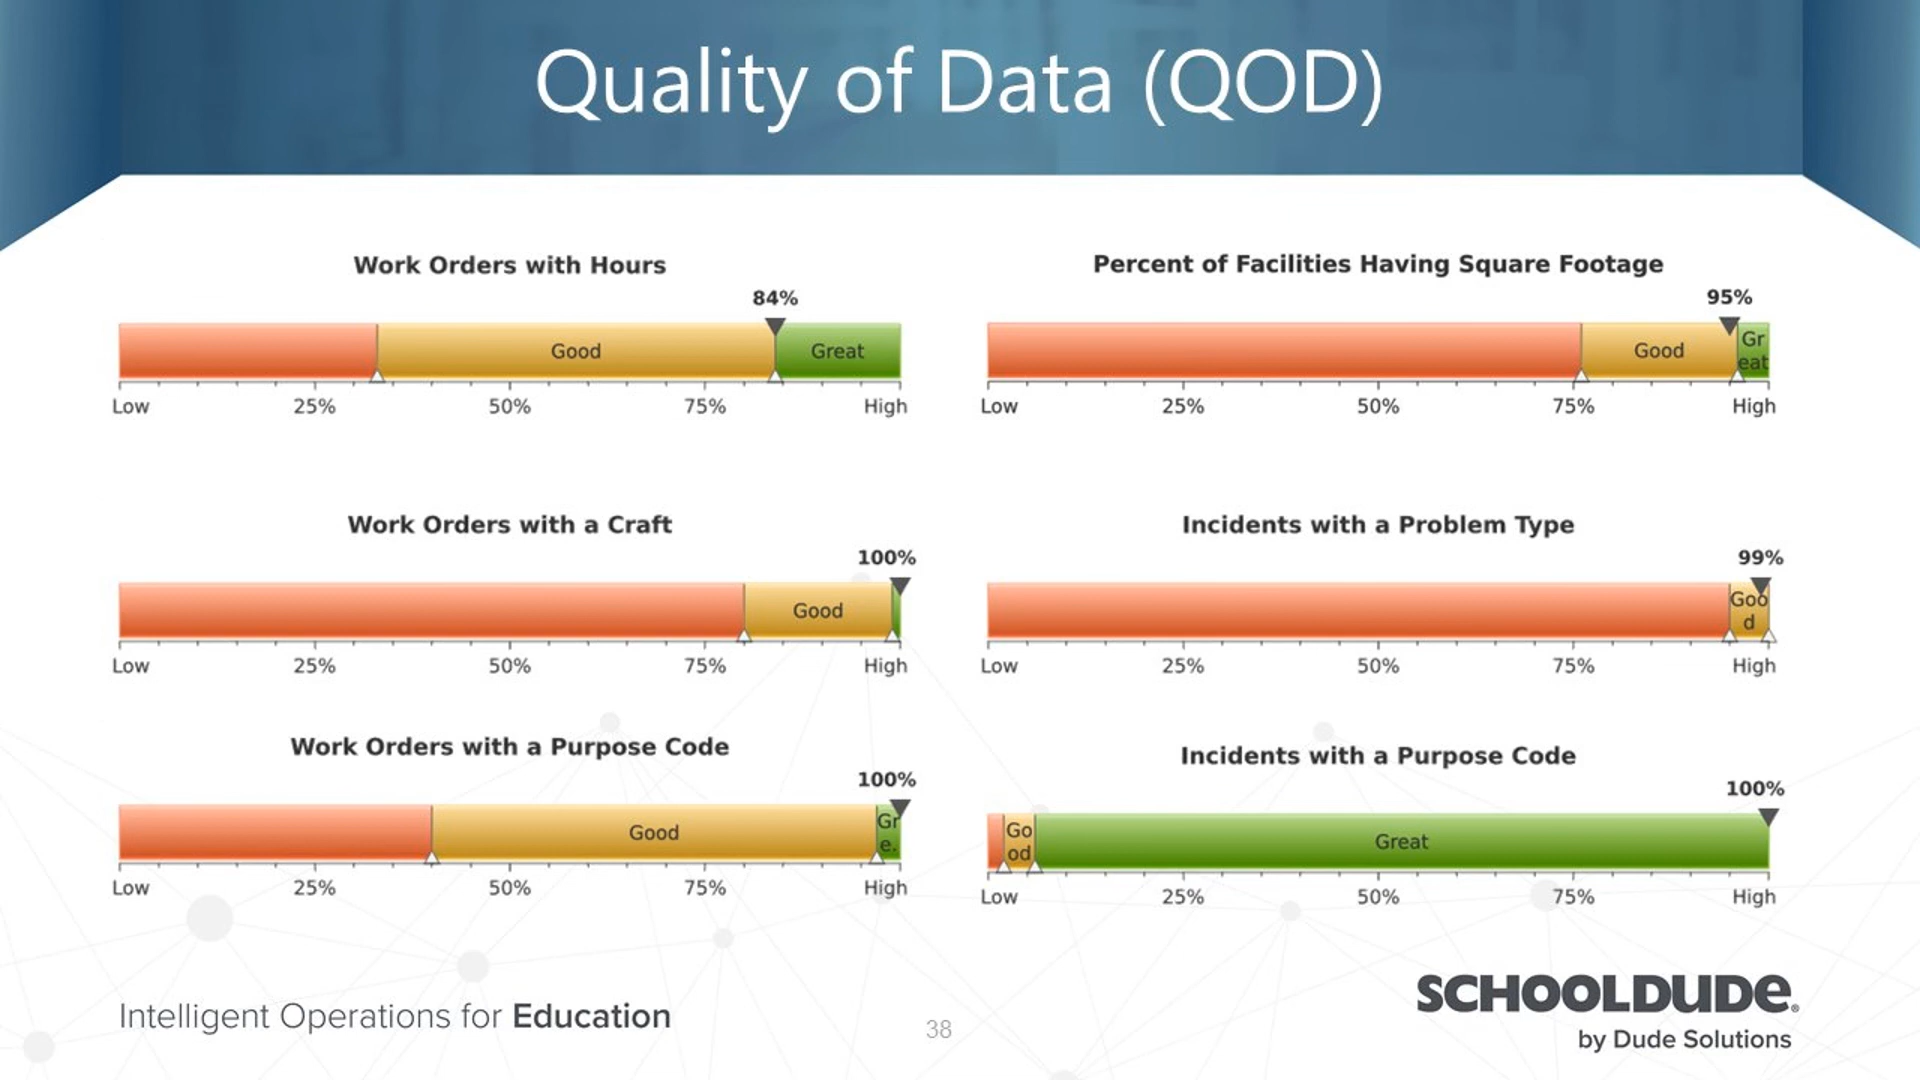 Quality of Data (QOD)
Work Orders with Hours
84%
Good
Great
Low 25% 50% 75% High
Percent of Facilities Having Square Footage
95%
Good
Gr
eat
Low 25% 50% 75% High
Work Orders with a Craft
100%
Good
Low 25% 50% 75% High
Incidents with a Problem Type
99%
Goo
d
Low 25% 50% 75% High
Work Orders with a Purpose Code
100%
Good
Gr
e.
Low 25% 50% 75% High
Incidents with a Purpose Code
100%
Go
od
Great
Low 25% 50% 75% High
Intelligent Operations for Education
38
SCHOOLDUDe®
by Dude Solutions